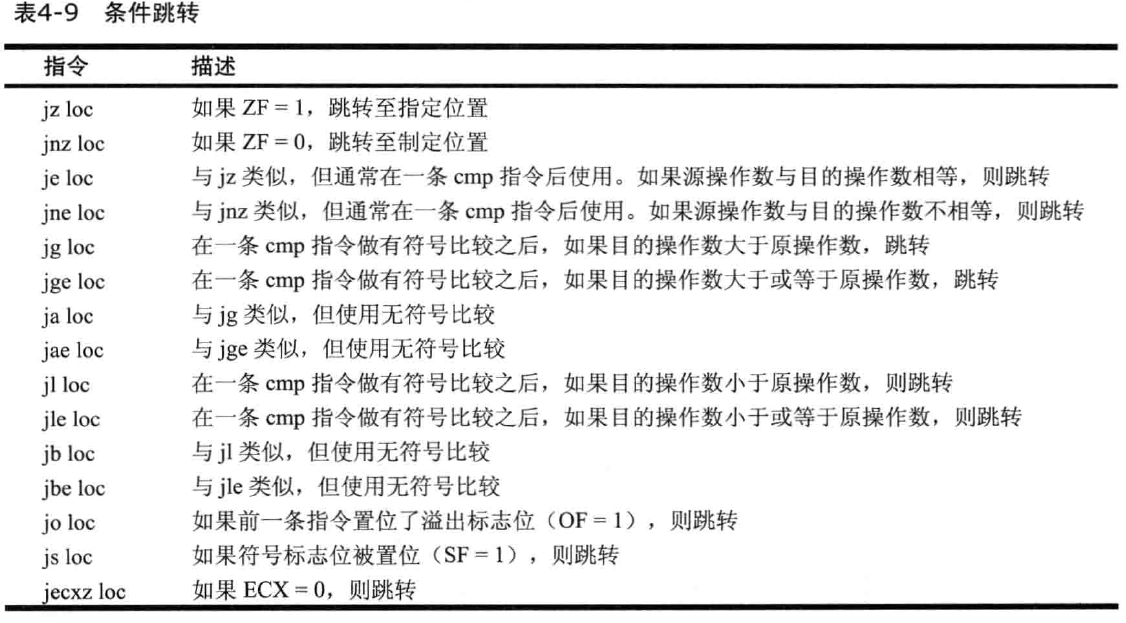 表4-9 条件跳转
指令 描述
jz loc 如果 ZF = 1，跳转至指定位置
jnz loc 如果 ZF = 0，跳转至制定位置
je loc 与 jz 类似，但通常在一条 cmp 指令后使用。如果源操作数与目的操作数相等，则跳转
jne loc 与 jnz 类似，但通常在一条 cmp 指令后使用。如果源操作数与目的操作数不相等，则跳转
jg loc 在一条 cmp 指令做有符号比较之后，如果目的操作数大于原操作数，跳转
jge loc 在一条 cmp 指令做有符号比较之后，如果目的操作数大于或等于原操作数，跳转
ja loc 与 jg 类似，但使用无符号比较
jae loc 与 jge 类似，但使用无符号比较
jl loc 在一条 cmp 指令做有符号比较之后，如果目的操作数小于原操作数，则跳转
jle loc 在一条 cmp 指令做有符号比较之后，如果目的操作数小于或等于原操作数，则跳转
jb loc 与 jl 类似，但使用无符号比较
jbe loc 与 jle 类似，但使用无符号比较
jo loc 如果前一条指令置位了溢出标志位（OF = 1），则跳转
js loc 如果符号标志位被置位（SF = 1），则跳转
jecxz loc 如果 ECX = 0，则跳转